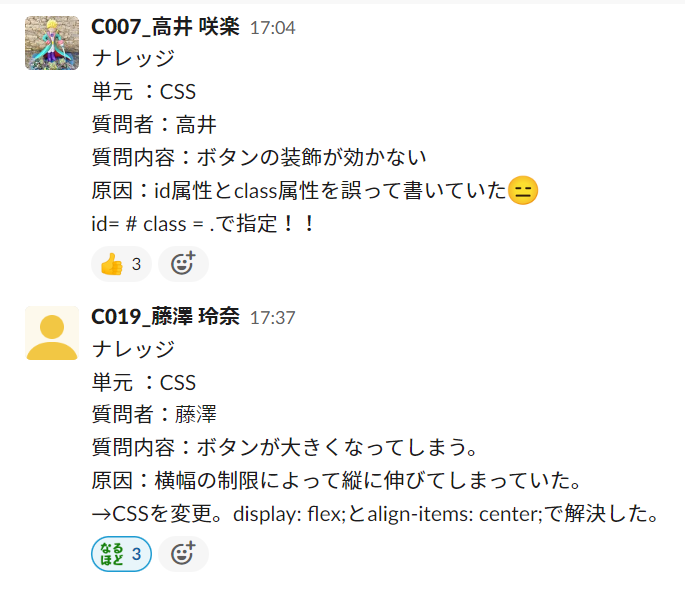 C007_高井 咲楽 17:04
ナレッジ
単元 ：CSS
質問者：高井
質問内容：ボタンの装飾が効かない
原因：id属性とclass属性を誤って書いていた😑
id= # class = .で指定！！
👍 3
C019_藤澤 玲奈 17:37
ナレッジ
単元 ：CSS
質問者：藤澤
質問内容：ボタンが大きくなってしまう。
原因：横幅の制限によって縦に伸びてしまっていた。
→CSSを変更。display: flex;とalign-items: center;で解決した。
なるほど 3